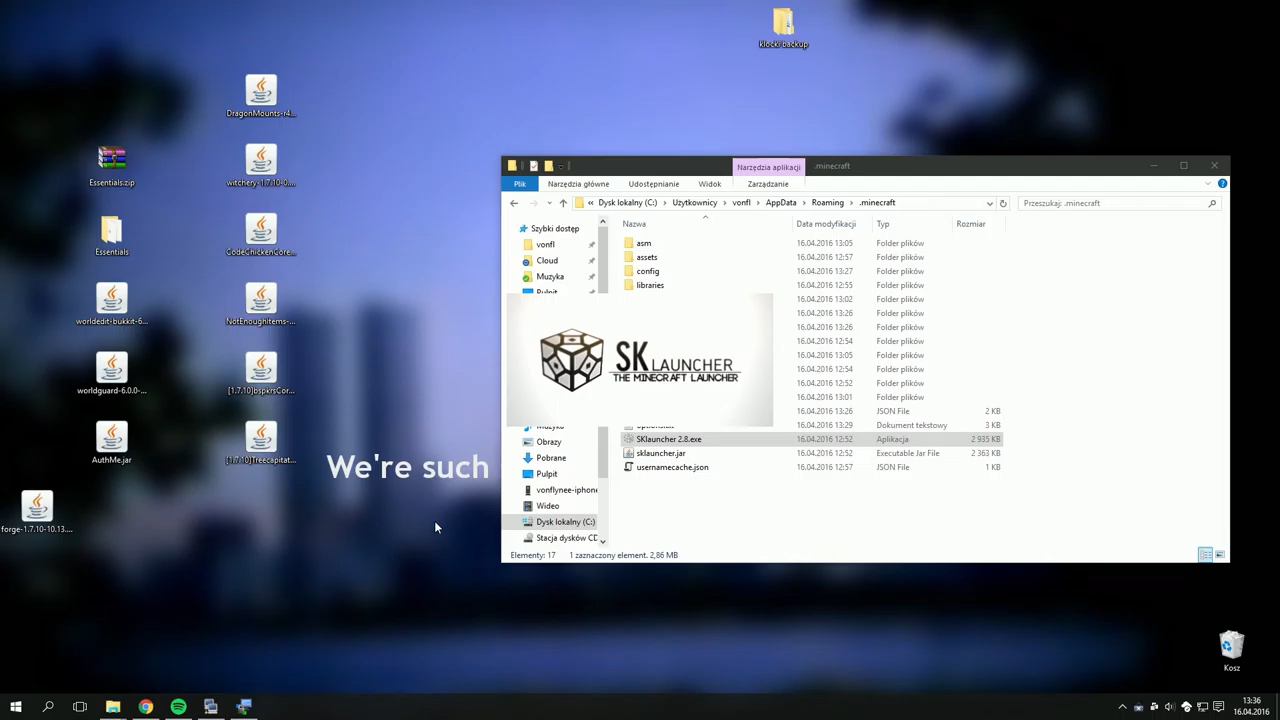 klocki backup
DragonMounts-r4...
Essentials.zip
witchery-1.7.10-0....
Essentials
CodeChickenCore...
worldedit-bukkit-6...
NotEnoughItems-...
worldguard-6.0.0-...
[1.7.10]bspkrsCor...
AuthMe.jar
[1.7.10]Treecapitat...
forge-1.7.10-10.13....
We're such
Narzędzia aplikacji
.minecraft
Plik
Narzędzia główne
Udostępnianie
Widok
Zarządzanie
« Dysk lokalny (C:) > Użytkownicy > vonfl > AppData > Roaming > .minecraft
Przeszukaj: .minecraft
Szybki dostęp
vonfl
Cloud
Muzyka
Obrazy
Pobrane
Pulpit
vonflynee-iphone
Wideo
Dysk lokalny (C:)
Stacja dysków CD
Nazwa Data modyfikacji Typ Rozmiar
asm 16.04.2016 13:05 Folder plików
assets 16.04.2016 12:57 Folder plików
config 16.04.2016 13:27 Folder plików
libraries 16.04.2016 12:55 Folder plików
16.04.2016 13:02 Folder plików
16.04.2016 13:26 Folder plików
16.04.2016 13:26 Folder plików
16.04.2016 12:54 Folder plików
16.04.2016 13:05 Folder plików
16.04.2016 12:54 Folder plików
16.04.2016 12:52 Folder plików
16.04.2016 13:01 Folder plików
16.04.2016 13:26 JSON File 2 KB
16.04.2016 13:29 Dokument tekstowy 3 KB
SKlauncher 2.8.exe 16.04.2016 12:52 Aplikacja 2 935 KB
sklauncher.jar 16.04.2016 12:52 Executable Jar File 2 363 KB
usernamecache.json 16.04.2016 12:57 JSON File 1 KB
SKLAUNCHER
THE MINECRAFT LAUNCHER
Elementy: 17 1 zaznaczony element. 2,86 MB
Kosz
13:36
16.04.2016